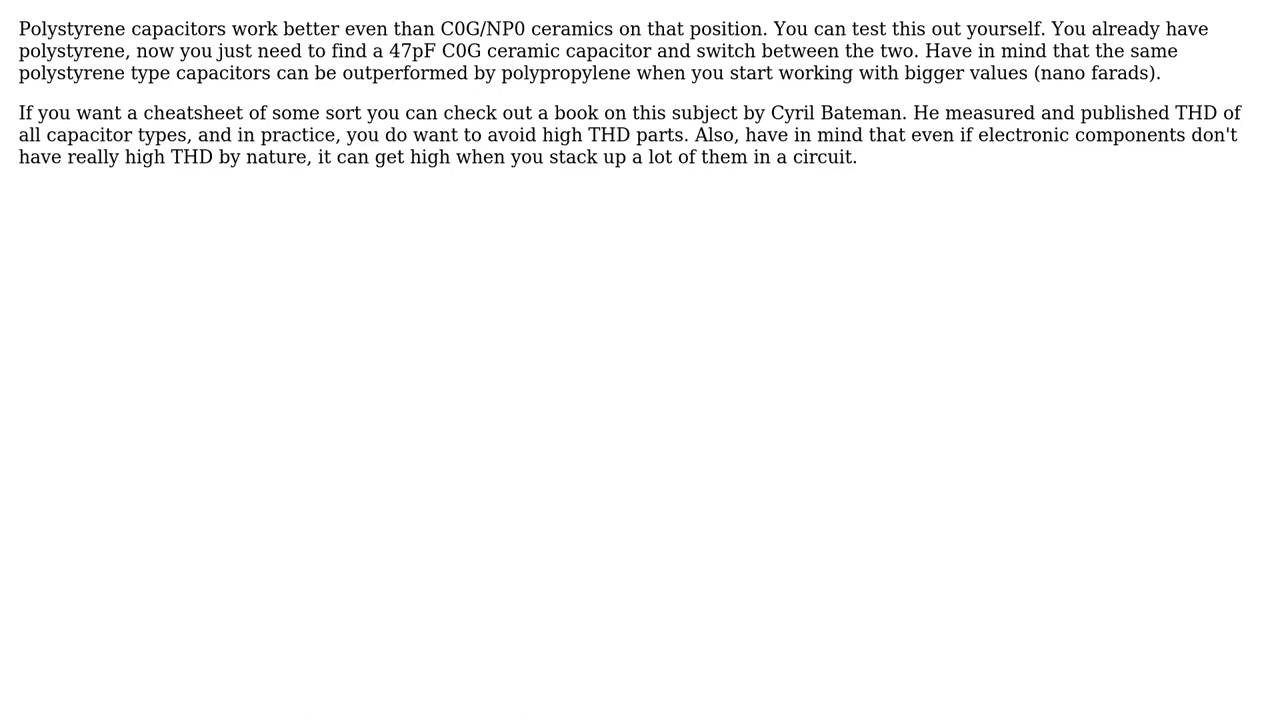 Polystyrene capacitors work better even than C0G/NP0 ceramics on that position. You can test this out yourself. You already have
polystyrene, now you just need to find a 47pF C0G ceramic capacitor and switch between the two. Have in mind that the same
polystyrene type capacitors can be outperformed by polypropylene when you start working with bigger values (nano farads).
If you want a cheatsheet of some sort you can check out a book on this subject by Cyril Bateman. He measured and published THD of
all capacitor types, and in practice, you do want to avoid high THD parts. Also, have in mind that even if electronic components don't
have really high THD by nature, it can get high when you stack up a lot of them in a circuit.